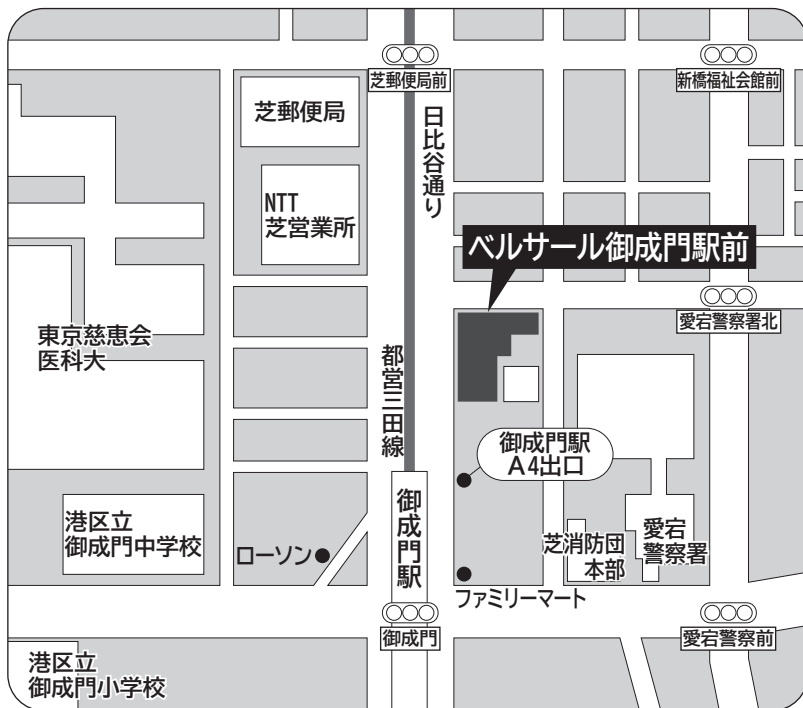 芝郵便局前
新橋福祉会館前
芝郵便局
日比谷通り
NTT
芝営業所
ベルサール御成門駅前
愛宕警察署北
東京慈恵会
医科大
都営三田線
御成門駅
A4出口
御成門駅
港区立
御成門中学校
ローソン
芝消防団
本部
愛宕
警察署
ファミリーマート
御成門
愛宕警察前
港区立
御成門小学校